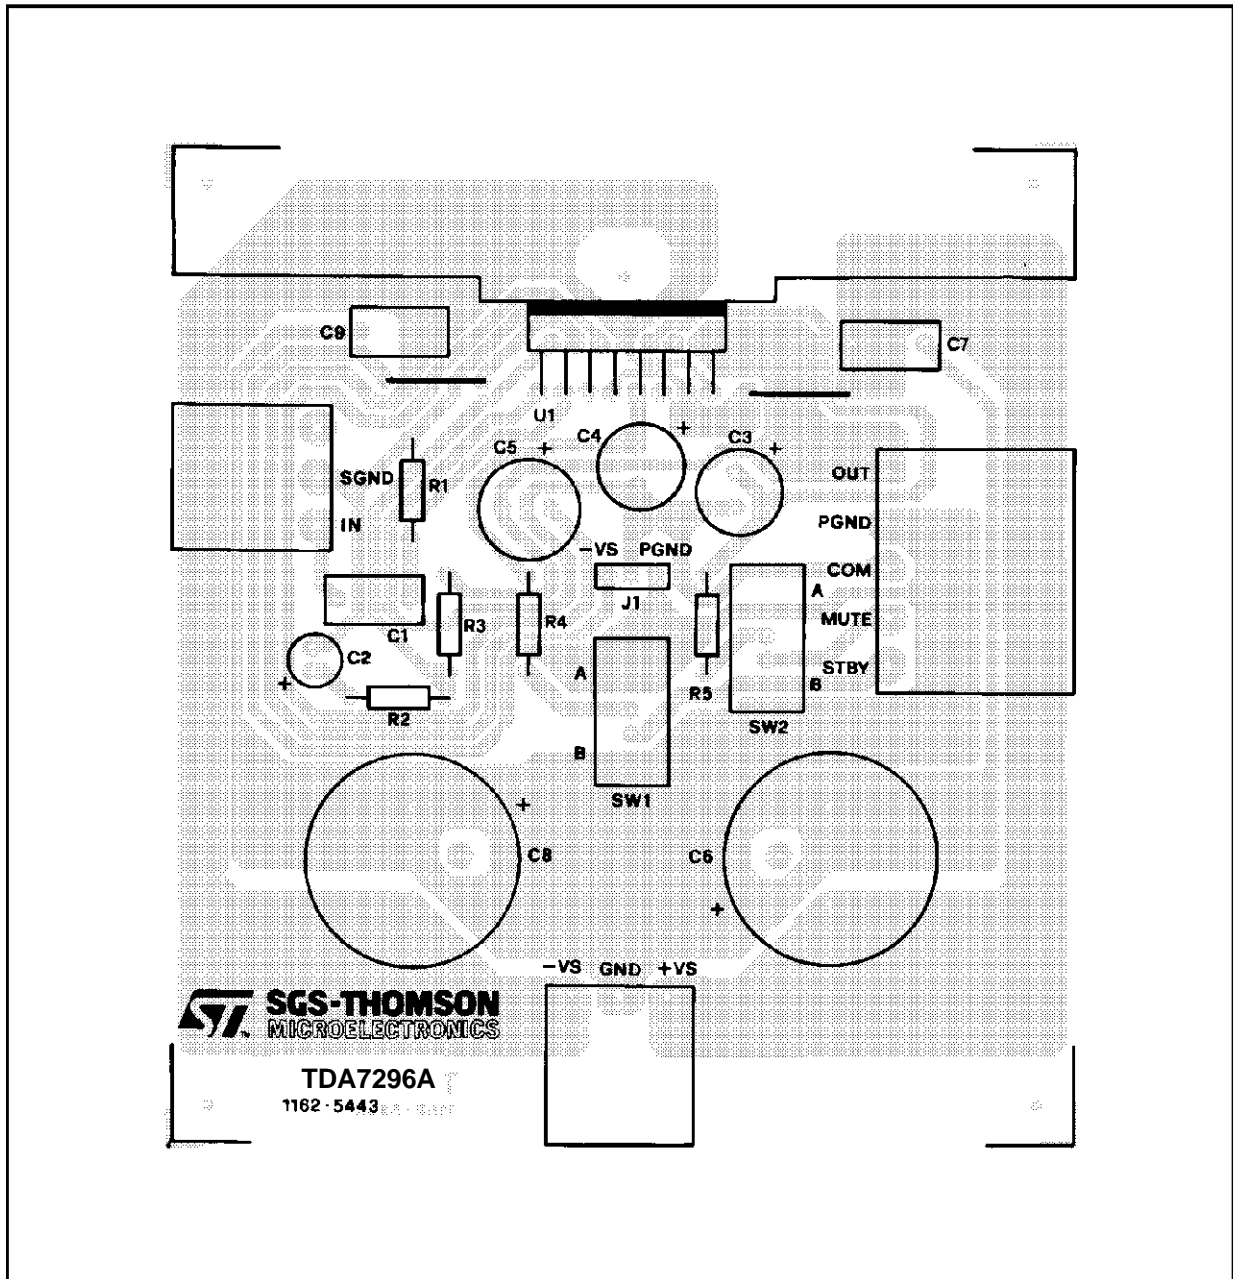 C9
C7
U1
C4
+
C5
+
C3
+
SGND
R1
OUT
IN
PGND
-VS PGND
J1
COM
A
C1
R3
R4
MUTE
C2
+
A
STBY
R5
B
R2
SW2
B
SW1
+
C8
C6
+
-VS GND +VS
ST
SGS-THOMSON
MICROELECTRONICS
TDA7296A
1162-5443